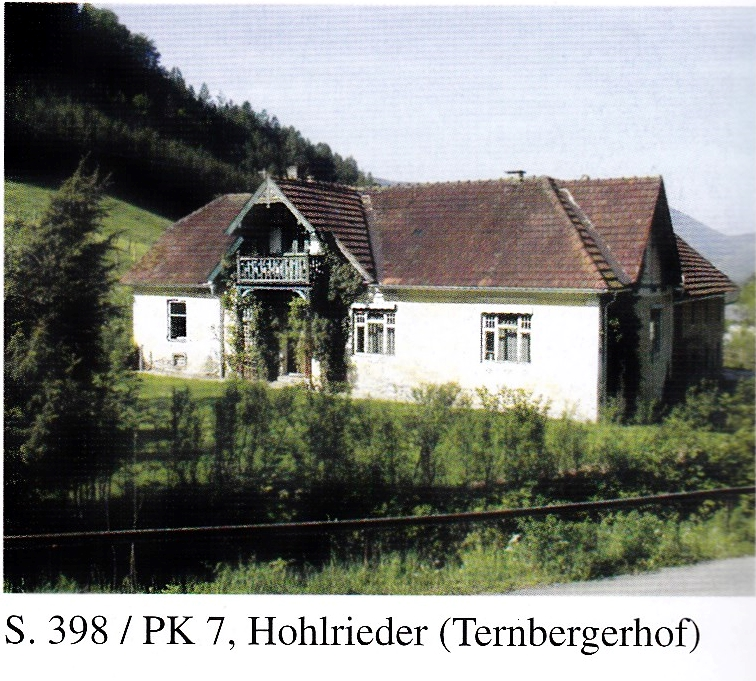 S. 398 / PK 7, Hohlrieder (Ternbergerhof)